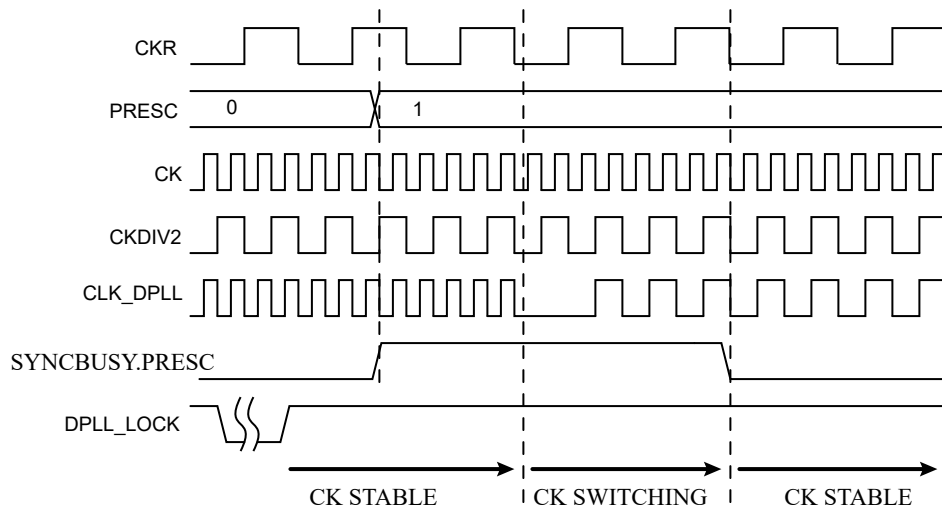 CKR
PRESC
0
1
CK
CKDIV2
CLK_DPLL
SYNCBUSY.PRESC
DPLL_LOCK
CK STABLE
CK SWITCHING
CK STABLE